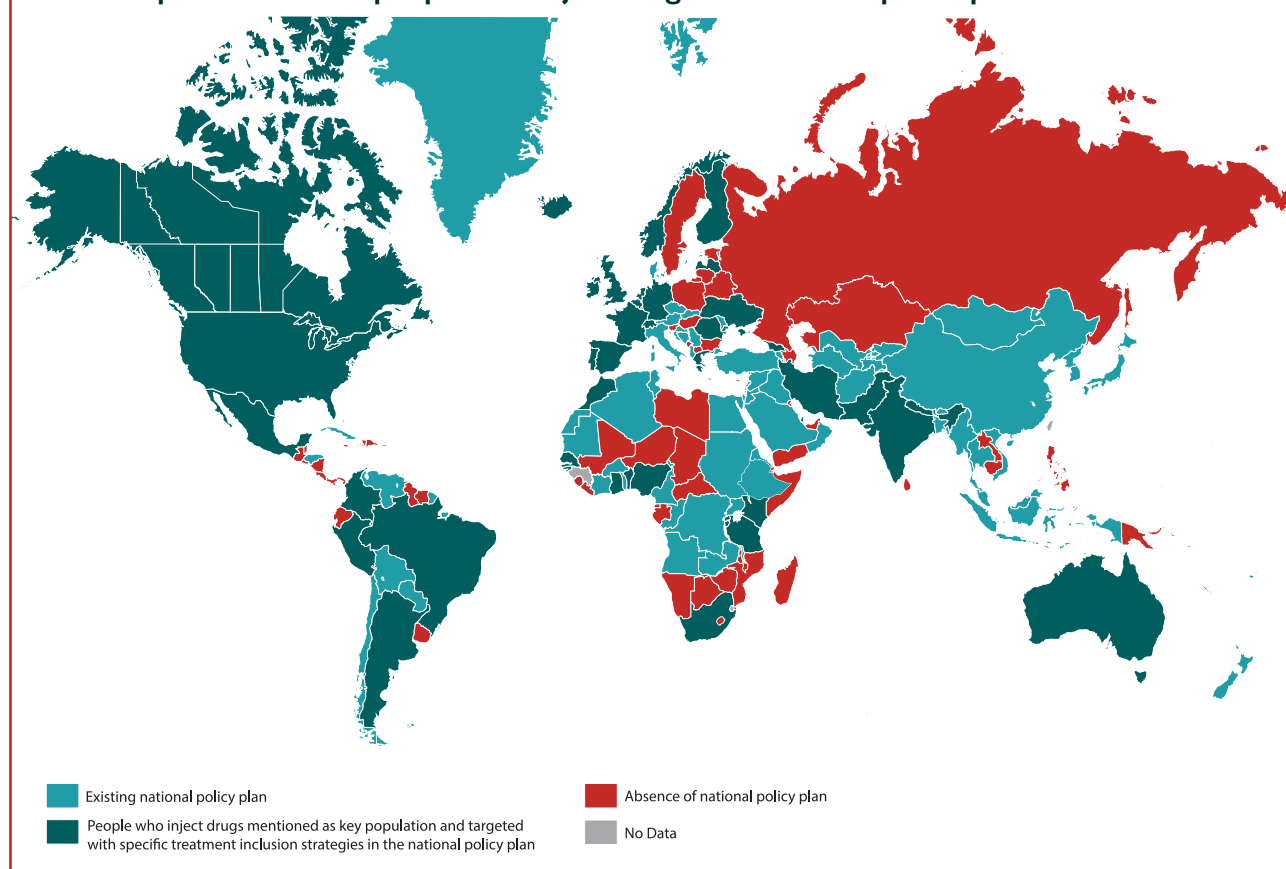 Existing national policy plan
People who inject drugs mentioned as key population and targeted
with specific treatment inclusion strategies in the national policy plan
Absence of national policy plan
No Data